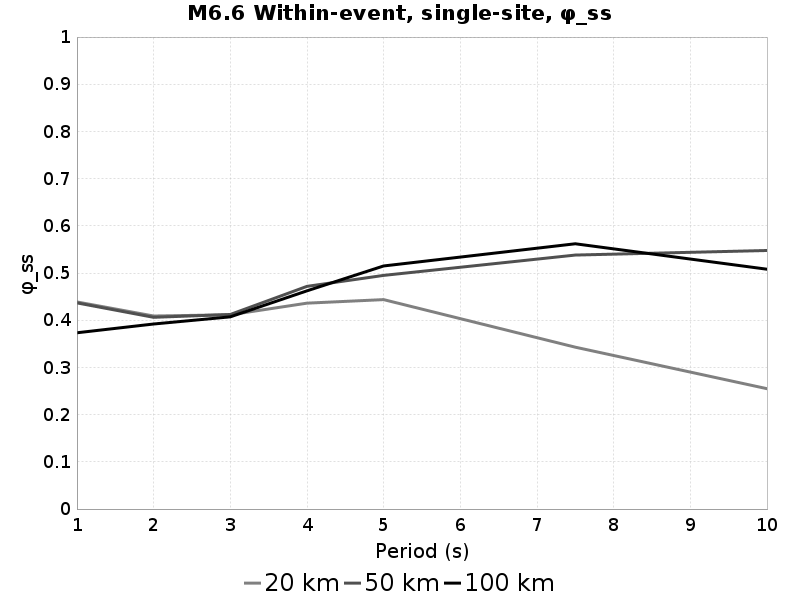 M6.6 Within-event, single-site, φ_ss
1
0.9
0.8
0.7
0.6
0.5
0.4
0.3
0.2
0.1
0
φ_ss
1 2 3 4 5 6 7 8 9 10
Period (s)
20 km 50 km 100 km